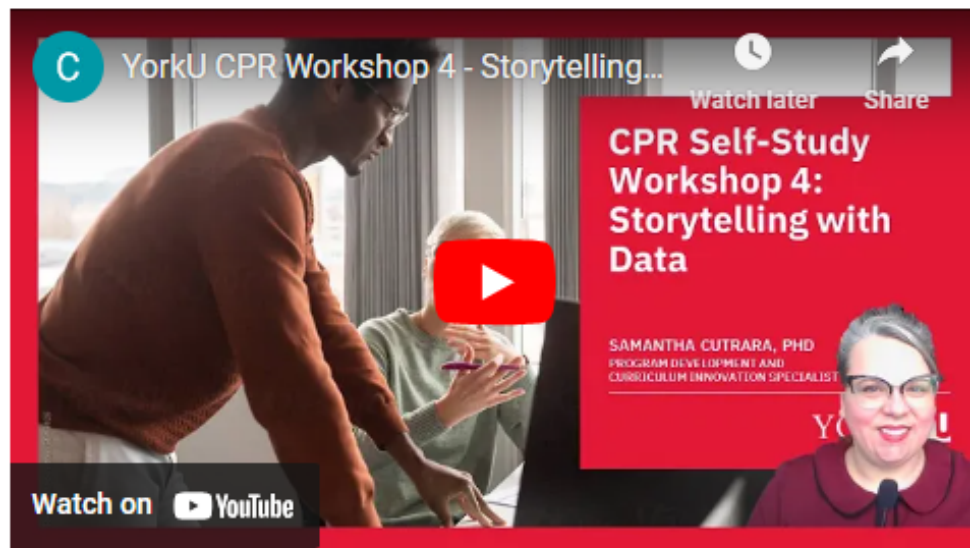 C
YorkU CPR Workshop 4 - Storytelling...
Watch later
Share
CPR Self-Study
Workshop 4:
Storytelling with
Data
SAMANTHA CUTRARA, PHD
PROGRAM DEVELOPMENT AND
CURRICULUM INNOVATION SPECIALIST
Watch on YouTube